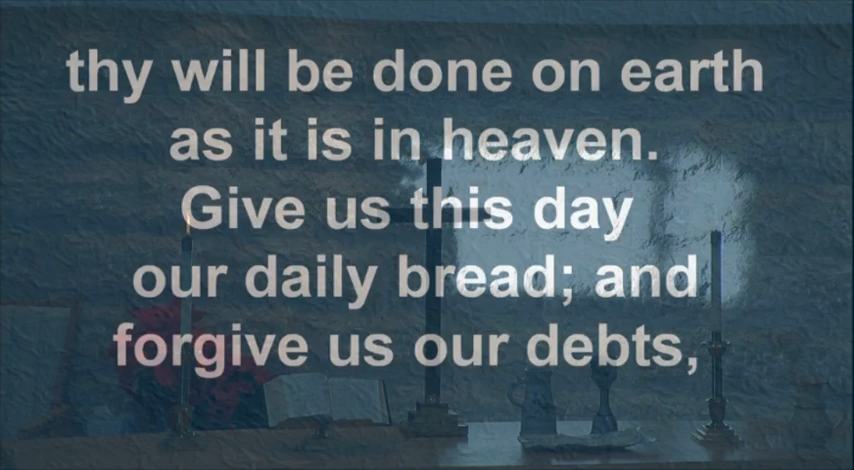 thy will be done on earth
as it is in heaven.
Give us this day
our daily bread; and
forgive us our debts,